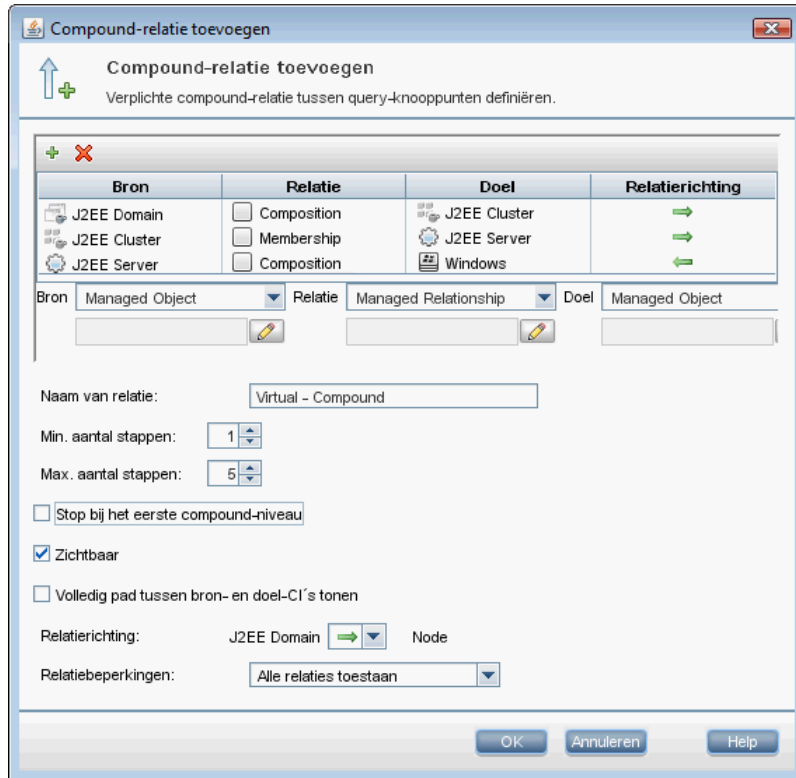 Compound-relatie toevoegen
Compound-relatie toevoegen
Verplichte compound-relatie tussen query-knooppunten definiëren.
Bron Relatie Doel Relatierichting
J2EE Domain Composition J2EE Cluster
J2EE Cluster Membership J2EE Server
J2EE Server Composition Windows
Bron Managed Object Relatie Managed Relationship Doel Managed Object
Naam van relatie: Virtual - Compound
Min. aantal stappen: 1
Max. aantal stappen: 5
Stop bij het eerste compound-niveau
Zichtbaar
Volledig pad tussen bron- en doel-CI´s tonen
Relatierichting: J2EE Domain Node
Relatiebeperkingen: Alle relaties toestaan
OK Annuleren Help